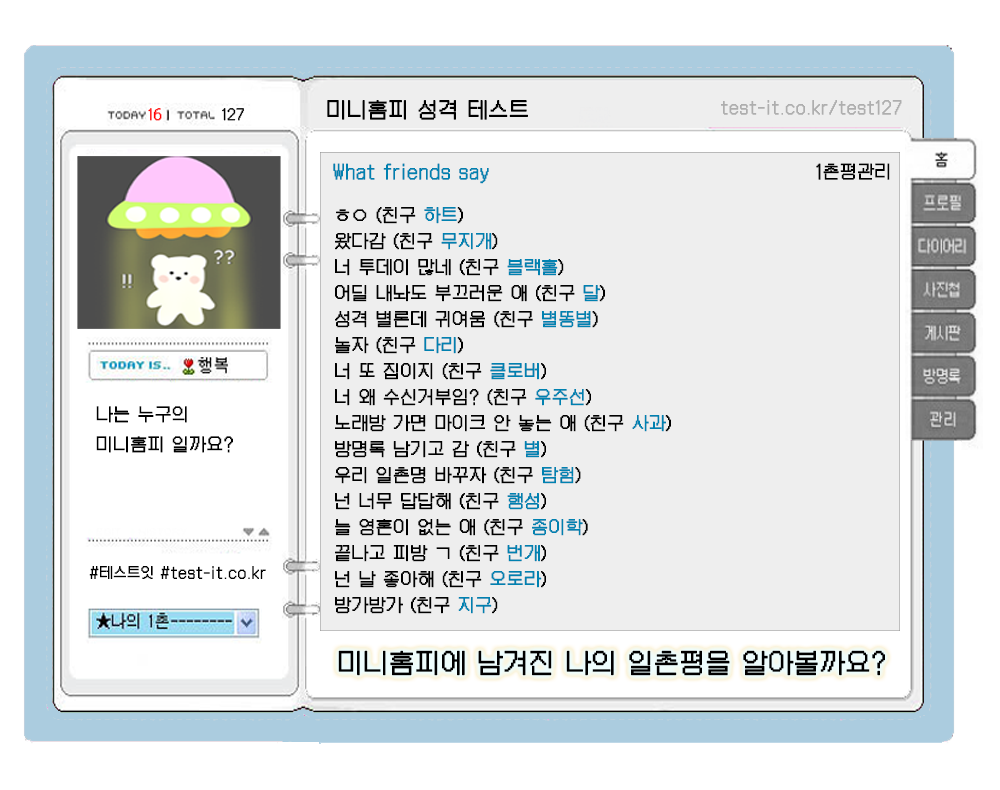 TODAY16 | TOTAL 127
미니홈피 성격 테스트
test-it.co.kr/test127
!!
??
TODAY IS.. 행복
나는 누구의
미니홈피 일까요?
#테스트잇 #test-it.co.kr
★나의 1촌--------
What friends say
1촌평관리
ㅎㅇ (친구 하트)
왔다감 (친구 무지개)
너 투데이 많네 (친구 블랙홀)
어딜 내놔도 부끄러운 애 (친구 달)
성격 별론데 귀여움 (친구 별똥별)
놀자 (친구 다리)
너 또 집이지 (친구 클로버)
너 왜 수신거부임? (친구 우주선)
노래방 가면 마이크 안 놓는 애 (친구 사과)
방명록 남기고 감 (친구 별)
우리 일촌명 바꾸자 (친구 탐험)
넌 너무 답답해 (친구 행성)
늘 영혼이 없는 애 (친구 종이학)
끝나고 피방 ㄱ (친구 번개)
넌 날 좋아해 (친구 오로라)
방가방가 (친구 지구)
미니홈피에 남겨진 나의 일촌평을 알아볼까요?
홈
프로필
다이어리
사진첩
게시판
방명록
관리